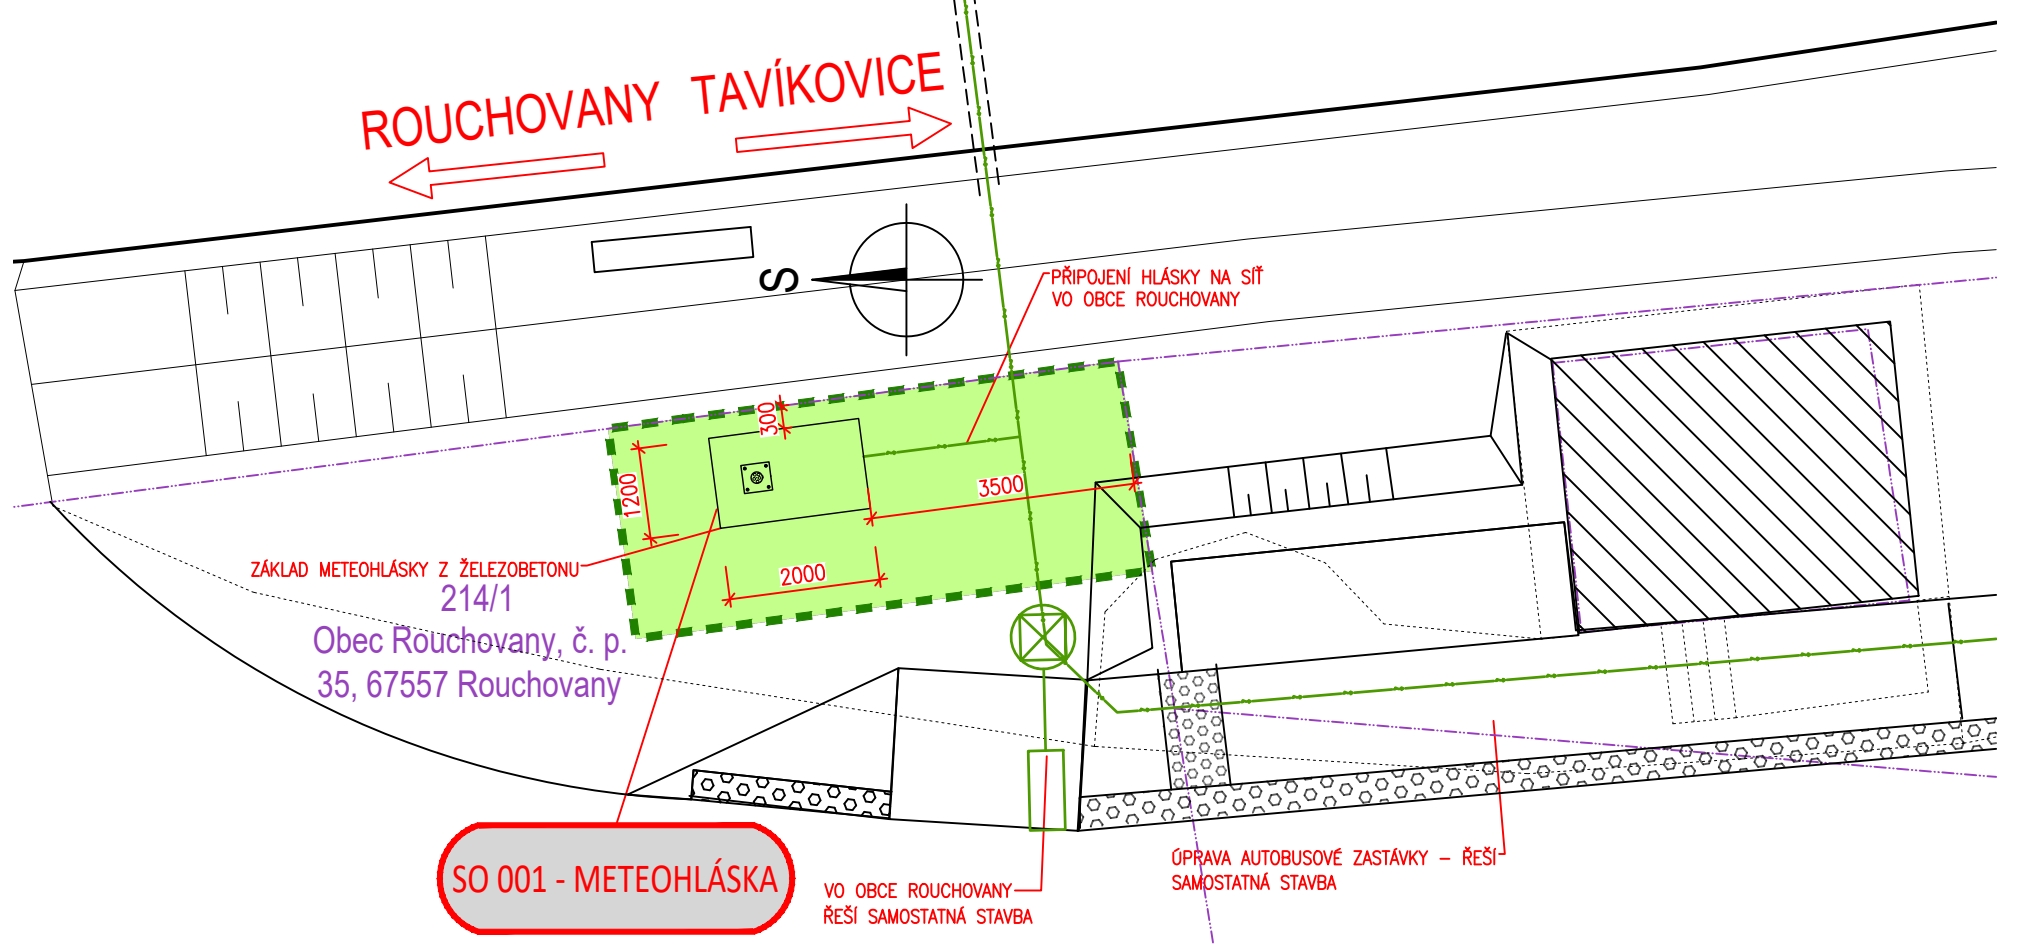 ROUCHOVANY TAVÍKOVICE
S
PŘIPOJENÍ HLÁSKY NA SÍŤ
VO OBCE ROUCHOVANY
300
1200
3500
2000
ZÁKLAD METEOHLÁSKY Z ŽELEZOBETONU
214/1
Obec Rouchovany, č. p.
35, 67557 Rouchovany
SO 001 - METEOHLÁSKA
VO OBCE ROUCHOVANY
ŘEŠÍ SAMOSTATNÁ STAVBA
ÚPRAVA AUTOBUSOVÉ ZASTÁVKY – ŘEŠÍ
SAMOSTATNÁ STAVBA